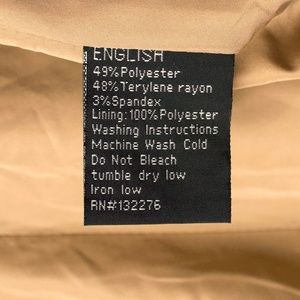 ENGLISH
49%Polyester
48%Terylene rayon
3%Spandex
Lining:100%Polyester
Washing Instructions
Machine Wash Cold
Do Not Bleach
tumble dry low
Iron low
RN#132276